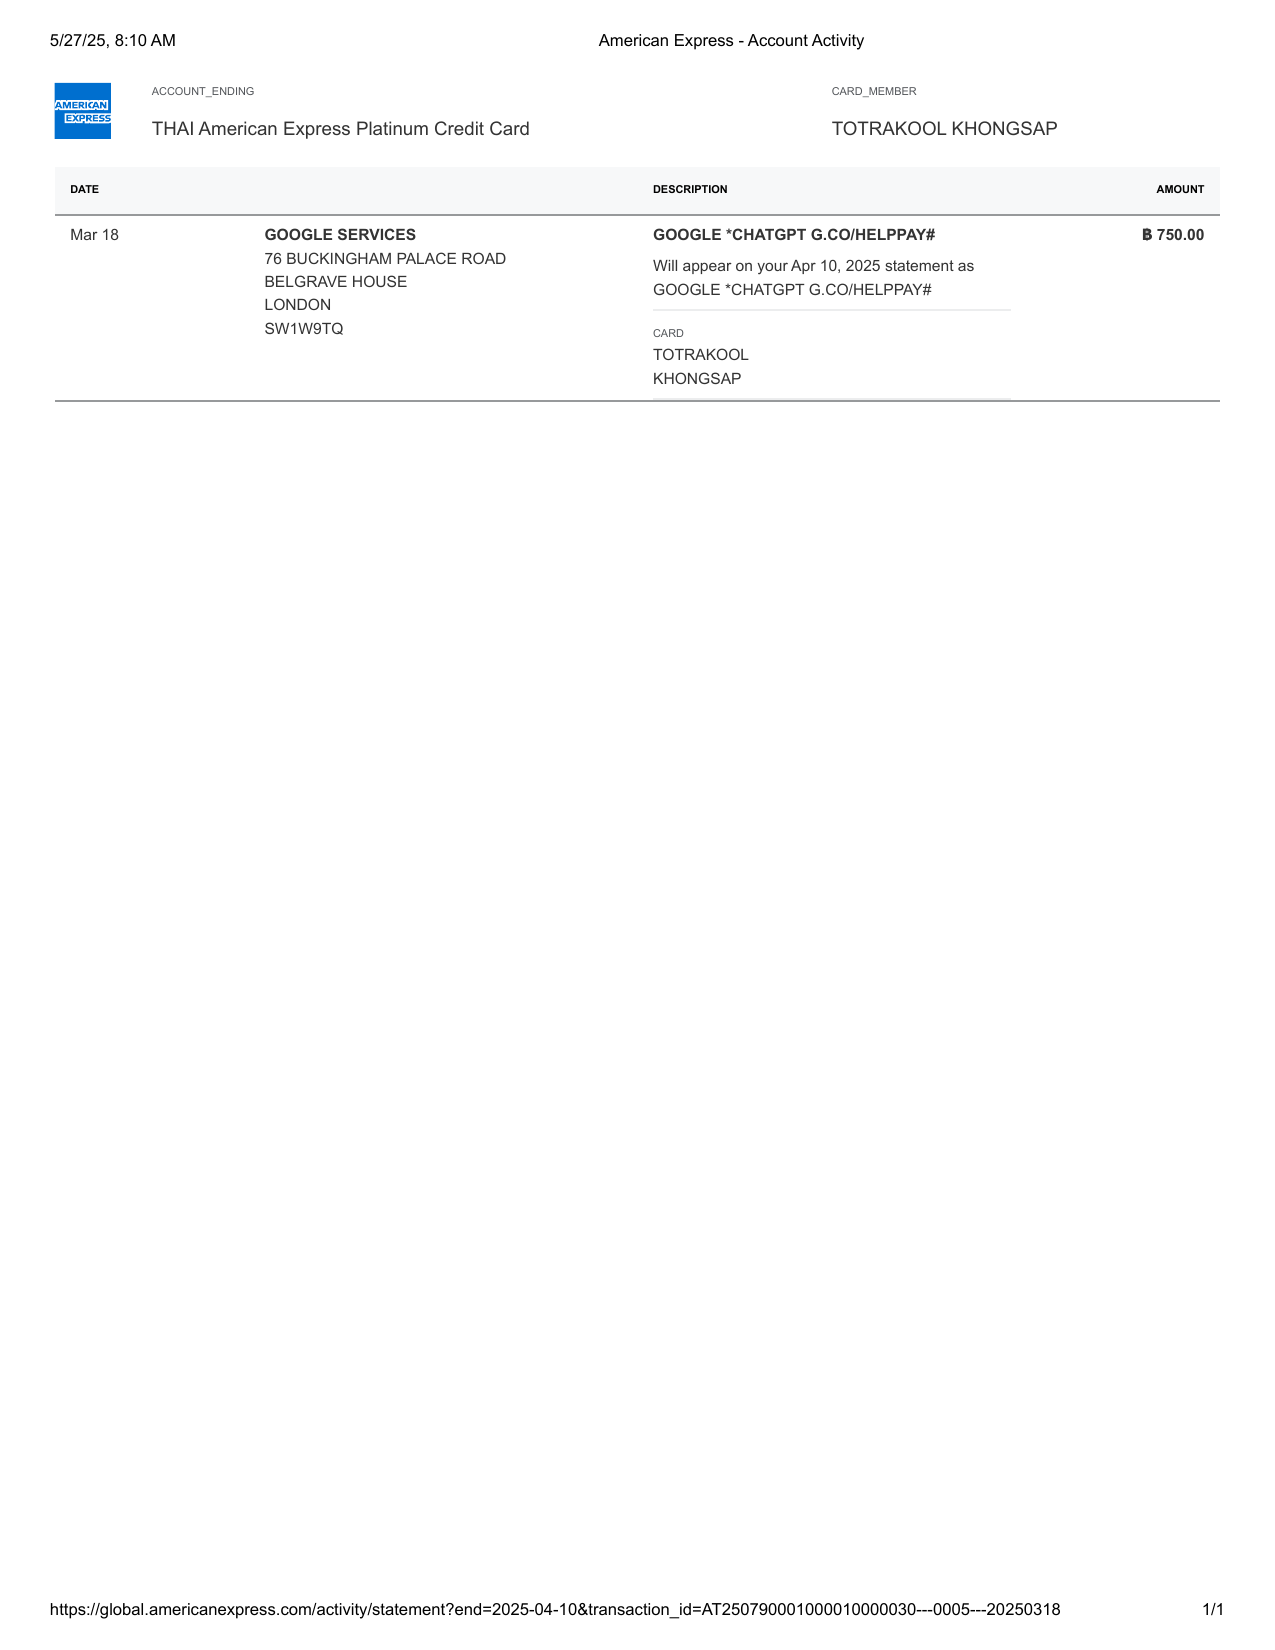 5/27/25, 8:10 AM
American Express - Account Activity
AMERICAN
EXPRESS
ACCOUNT_ENDING
CARD_MEMBER
THAI American Express Platinum Credit Card
TOTRAKOOL KHONGSAP
DATE
DESCRIPTION
AMOUNT
Mar 18
GOOGLE SERVICES
76 BUCKINGHAM PALACE ROAD
BELGRAVE HOUSE
LONDON
SW1W9TQ
GOOGLE *CHATGPT G.CO/HELPPAY#
Will appear on your Apr 10, 2025 statement as
GOOGLE *CHATGPT G.CO/HELPPAY#
CARD
TOTRAKOOL
KHONGSAP
฿ 750.00
https://global.americanexpress.com/activity/statement?end=2025-04-10&transaction_id=AT250790001000010000030---0005---20250318
1/1